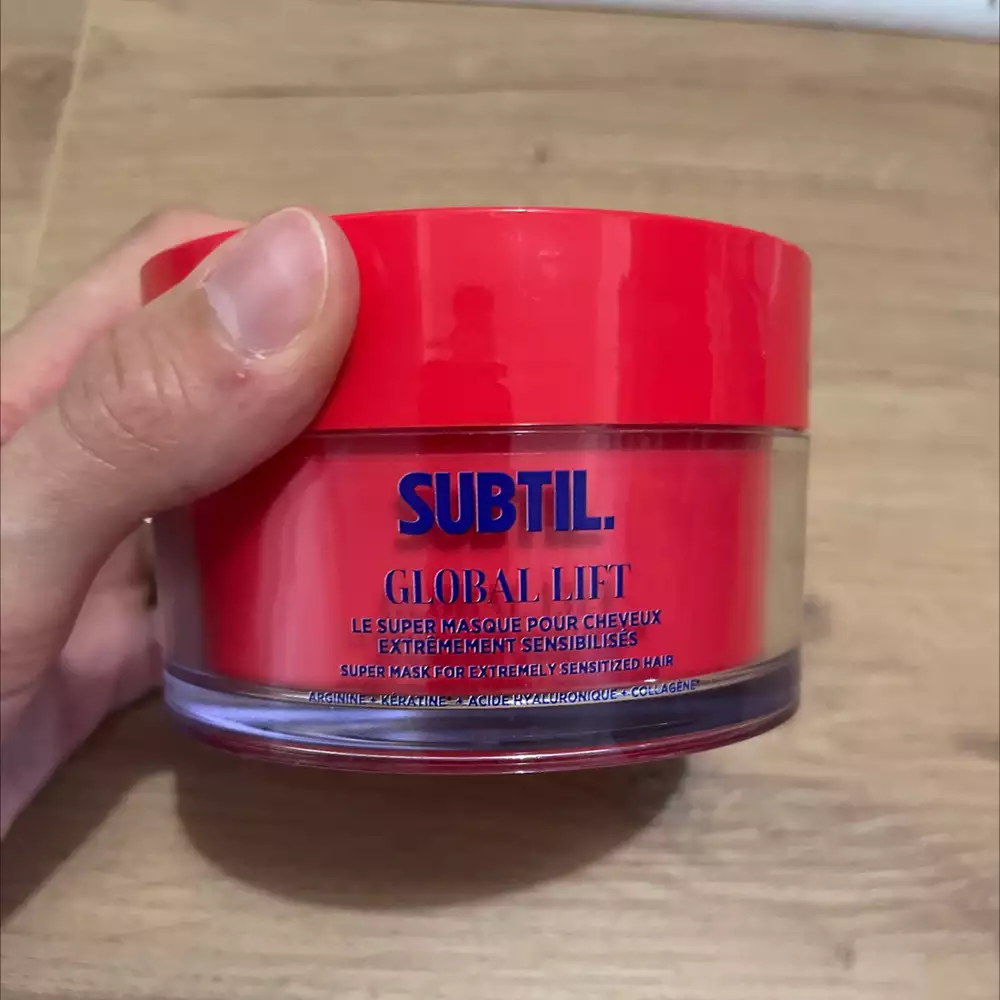 SUBTIL.
GLOBAL LIFT
LE SUPER MASQUE POUR CHEVEUX
EXTRÊMEMENT SENSIBILISÉS
SUPER MASK FOR EXTREMELY SENSITIZED HAIR
ARGININE + KÉRATINE* + ACIDE HYALURONIQUE + COLLAGÈNE*